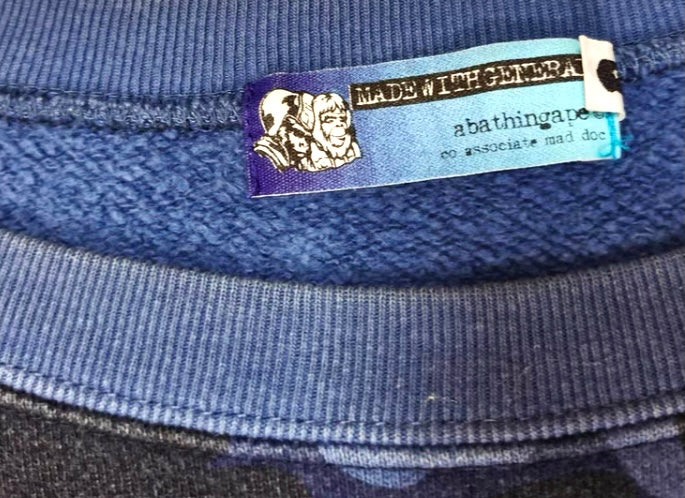 MADE WITH GENERA
abathingape®
co associate mad doc